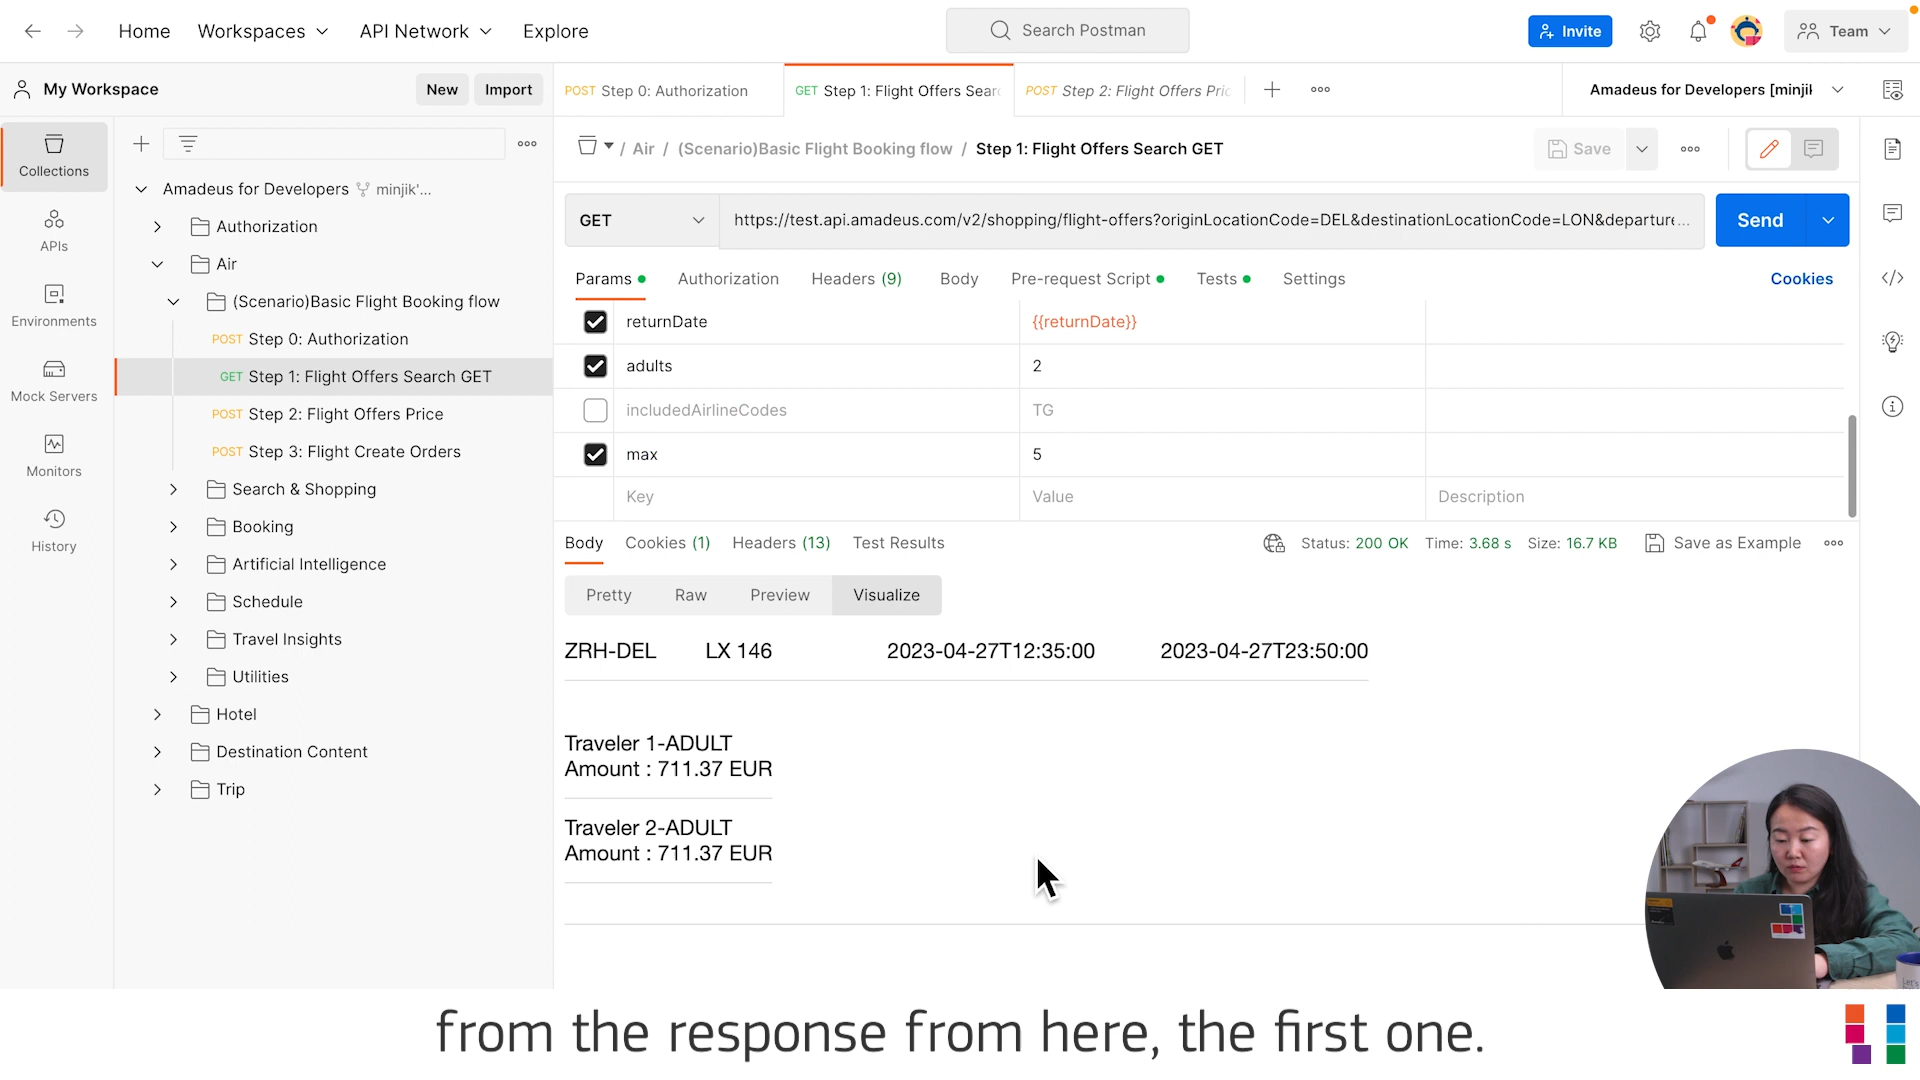 Home
Workspaces
API Network
Explore
Search Postman
Invite
Team
My Workspace
New
Import
POST Step 0: Authorization
GET Step 1: Flight Offers Sear
POST Step 2: Flight Offers Pric
Amadeus for Developers [minjik
Collections
APIs
Environments
Mock Servers
Monitors
History
Amadeus for Developers minjik'...
Authorization
Air
(Scenario)Basic Flight Booking flow
POST Step 0: Authorization
GET Step 1: Flight Offers Search GET
POST Step 2: Flight Offers Price
POST Step 3: Flight Create Orders
Search & Shopping
Booking
Artificial Intelligence
Schedule
Travel Insights
Utilities
Hotel
Destination Content
Trip
/ Air / (Scenario)Basic Flight Booking flow / Step 1: Flight Offers Search GET
Save
GET
https://test.api.amadeus.com/v2/shopping/flight-offers?originLocationCode=DEL&destinationLocationCode=LON&departure...
Send
Params
Authorization
Headers (9)
Body
Pre-request Script
Tests
Settings
Cookies
returnDate {{returnDate}}
adults 2
includedAirlineCodes TG
max 5
Key Value Description
Body
Cookies (1)
Headers (13)
Test Results
Status: 200 OK Time: 3.68 s Size: 16.7 KB
Save as Example
Pretty
Raw
Preview
Visualize
ZRH-DEL LX 146 2023-04-27T12:35:00 2023-04-27T23:50:00
Traveler 1-ADULT
Amount : 711.37 EUR
Traveler 2-ADULT
Amount : 711.37 EUR
from the response from here, the first one.